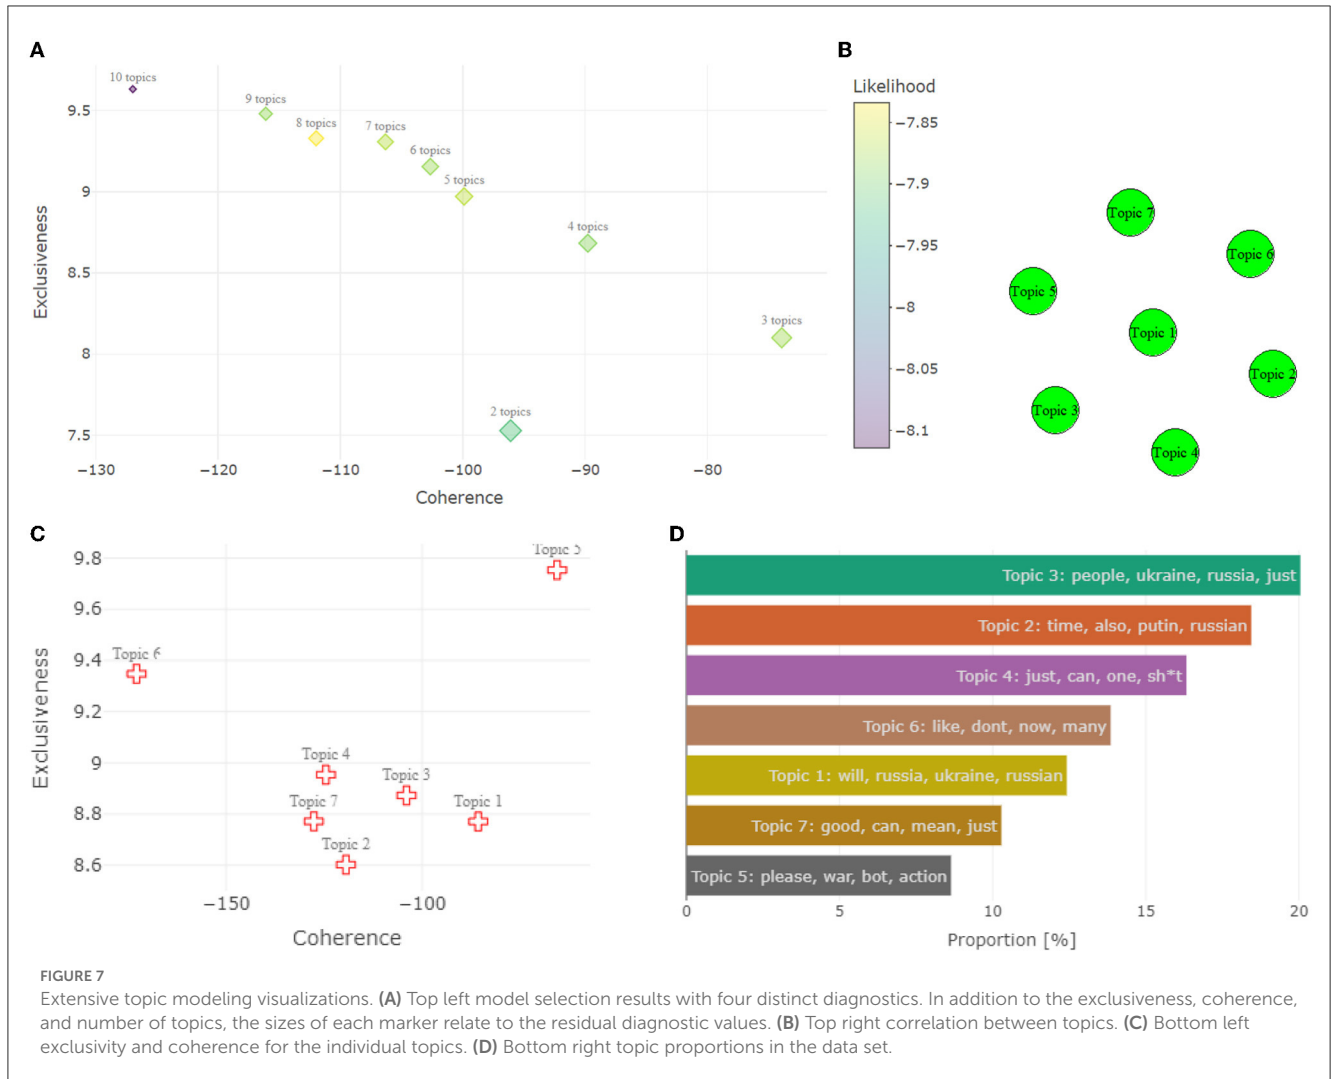 A
10 topics
9 topics
8 topics
7 topics
6 topics
5 topics
4 topics
3 topics
2 topics
9.5
9
8.5
8
7.5
Exclusiveness
−130
−120
−110
−100
−90
−80
Coherence
B
Likelihood
−7.85
−7.9
−7.95
−8
−8.05
−8.1
Topic 7
Topic 6
Topic 5
Topic 1
Topic 2
Topic 3
Topic 4
C
9.8
9.6
9.4
9.2
9
8.8
8.6
Exclusiveness
Topic 5
Topic 6
Topic 4
Topic 3
Topic 7
Topic 1
Topic 2
−150
−100
Coherence
D
Topic 3: people, ukraine, russia, just
Topic 2: time, also, putin, russian
Topic 4: just, can, one, sh*t
Topic 6: like, dont, now, many
Topic 1: will, russia, ukraine, russian
Topic 7: good, can, mean, just
Topic 5: please, war, bot, action
0
5
10
15
20
Proportion [%]
FIGURE 7
Extensive topic modeling visualizations. (A) Top left model selection results with four distinct diagnostics. In addition to the exclusiveness, coherence,
and number of topics, the sizes of each marker relate to the residual diagnostic values. (B) Top right correlation between topics. (C) Bottom left
exclusivity and coherence for the individual topics. (D) Bottom right topic proportions in the data set.